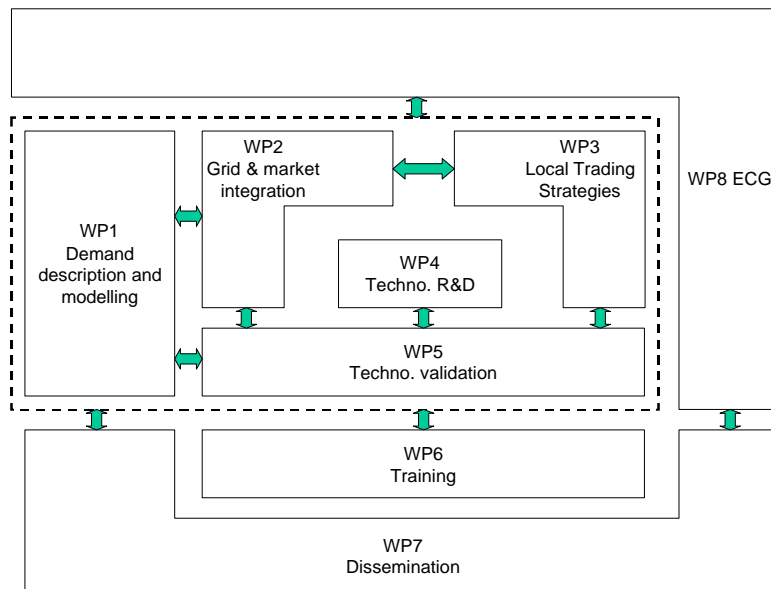 WP2
Grid & market
integration
WP3
Local Trading
Strategies
WP8 ECG
WP1
Demand
description and
modelling
WP4
Techno. R&D
WP5
Techno. validation
WP6
Training
WP7
Dissemination